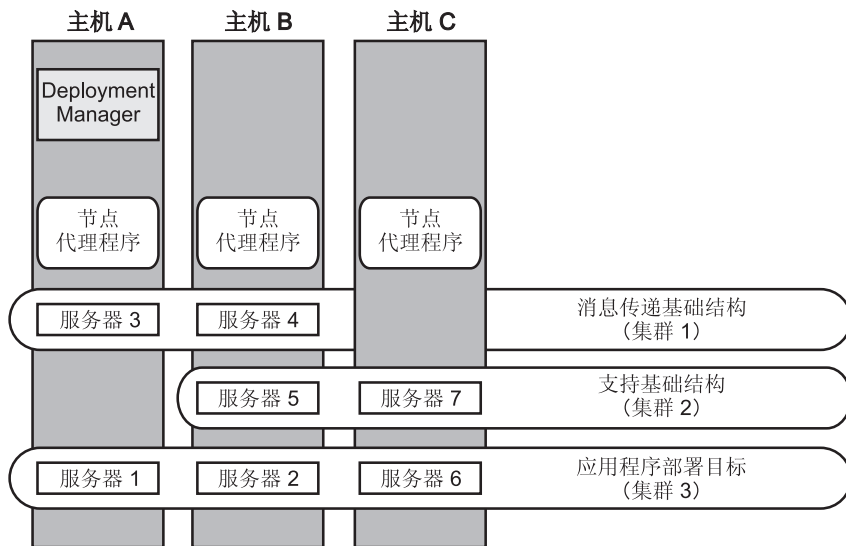 主机 A
主机 B
主机 C
Deployment
Manager
节点
代理程序
节点
代理程序
节点
代理程序
服务器 3
服务器 4
消息传递基础结构
（集群 1）
服务器 5
服务器 7
支持基础结构
（集群 2）
服务器 1
服务器 2
服务器 6
应用程序部署目标
（集群 3）